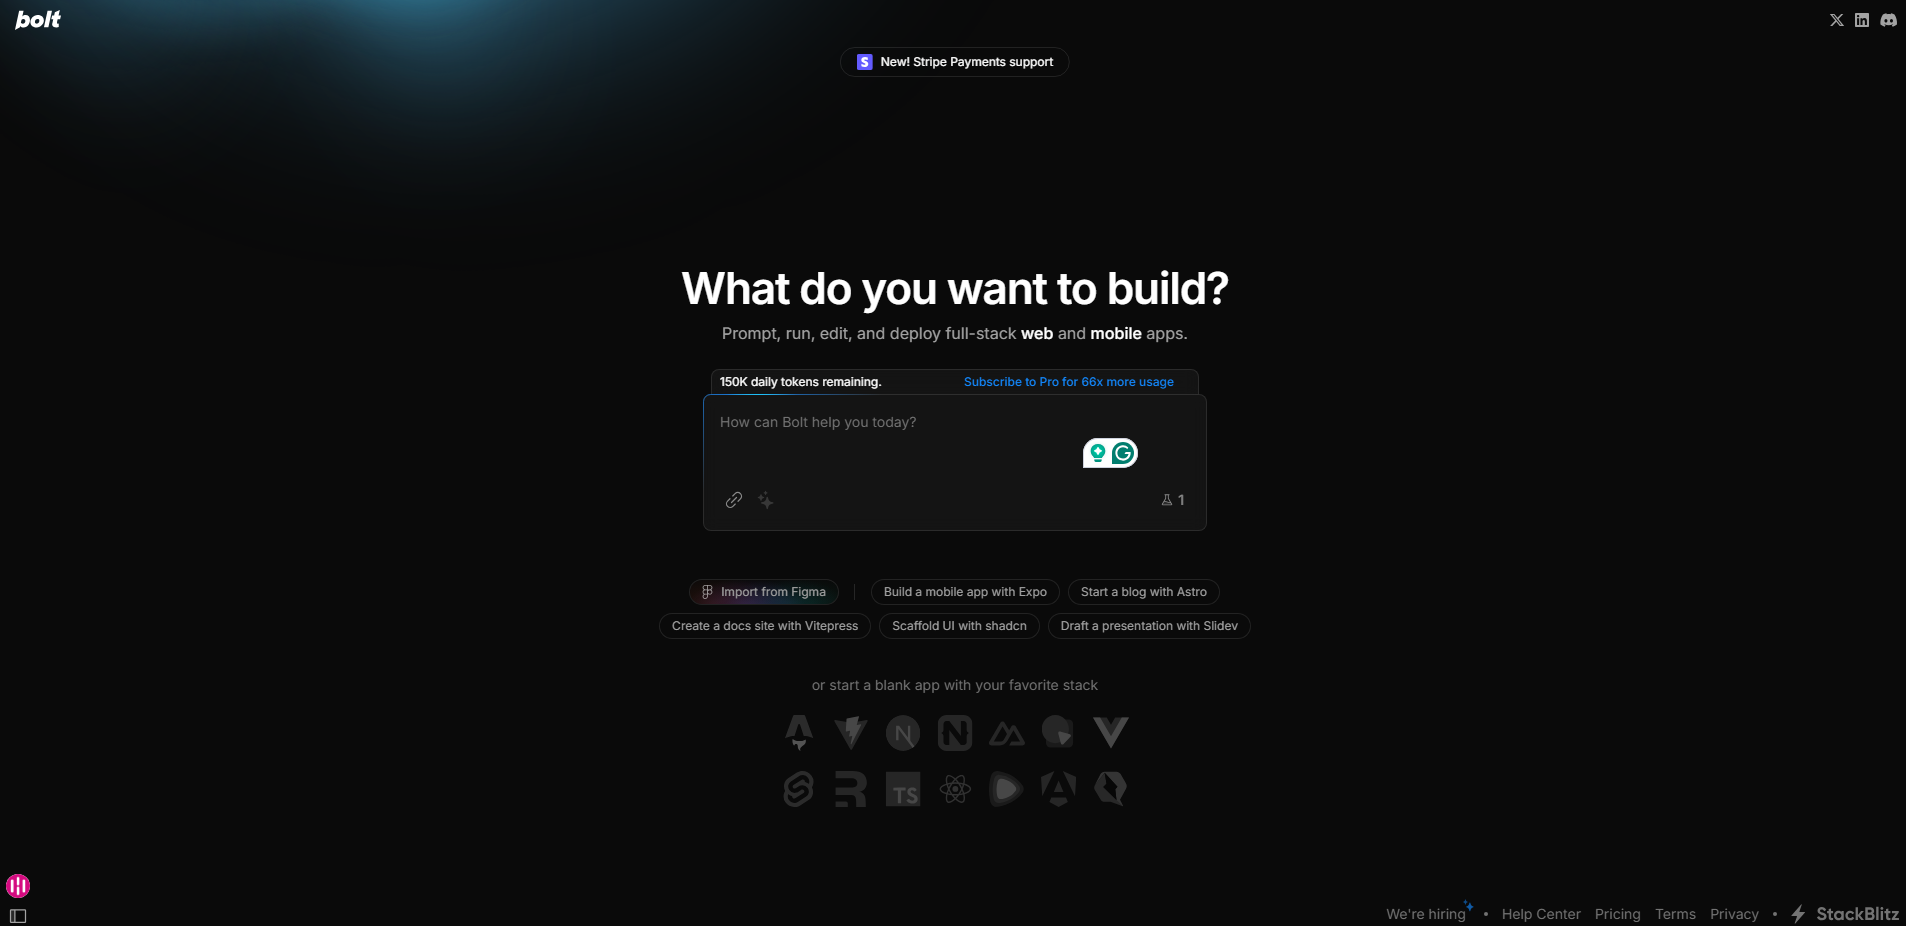 bolt
S New! Stripe Payments support
What do you want to build?
Prompt, run, edit, and deploy full-stack web and mobile apps.
150K daily tokens remaining. Subscribe to Pro for 66x more usage
How can Bolt help you today?
1
Import from Figma Build a mobile app with Expo Start a blog with Astro
Create a docs site with Vitepress Scaffold UI with shadcn Draft a presentation with Slidev
or start a blank app with your favorite stack
N N
TS
We're hiring • Help Center Pricing Terms Privacy • StackBlitz